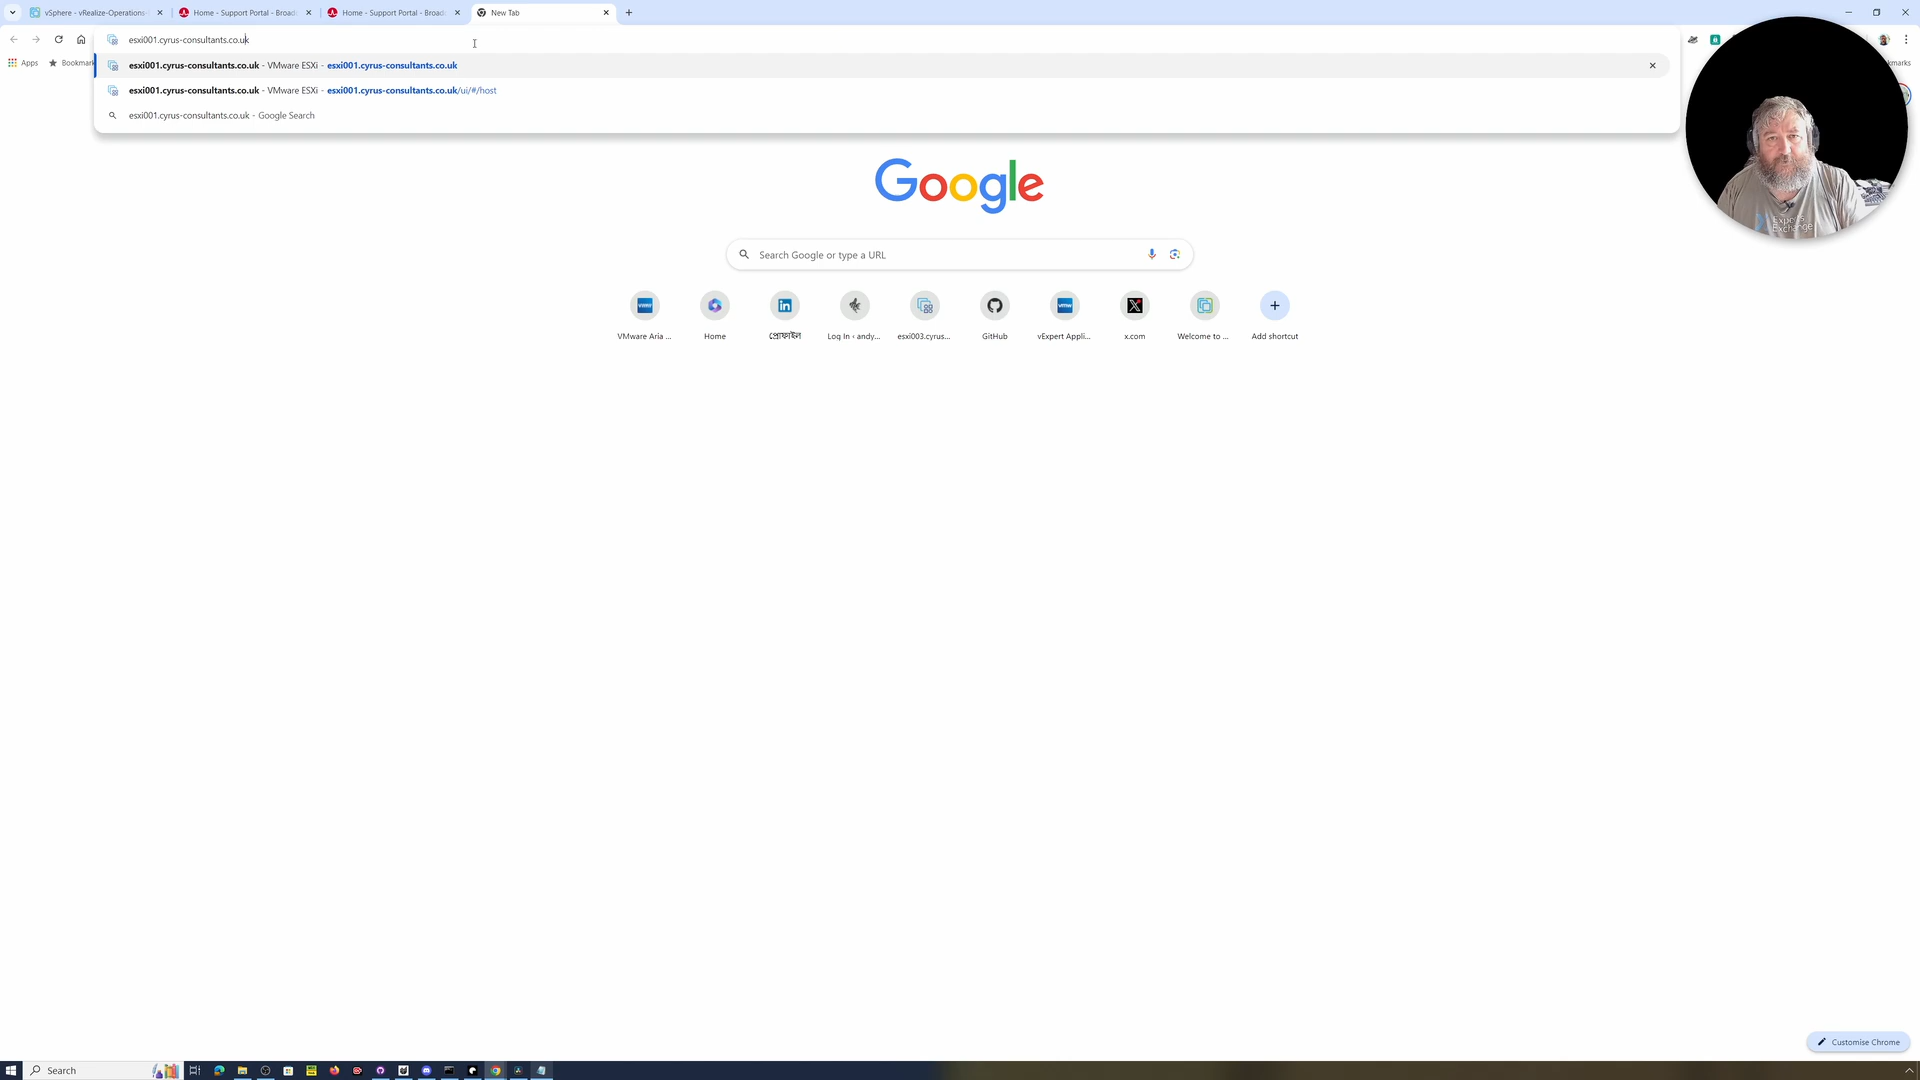 vSphere - vRealize-Operations-
Home - Support Portal - Broad
Home - Support Portal - Broadc
New Tab
esxi001.cyrus-consultants.co.uk
Apps
Bookmark
kmarks
esxi001.cyrus-consultants.co.uk - VMware ESXi - esxi001.cyrus-consultants.co.uk
esxi001.cyrus-consultants.co.uk - VMware ESXi - esxi001.cyrus-consultants.co.uk/ui/#/host
esxi001.cyrus-consultants.co.uk - Google Search
Experts
Exchange
Google
Search Google or type a URL
VMware Aria ...
Home
প্রোফাইল
Log In ‹ andy...
esxi003.cyrus...
GitHub
vExpert Appli...
x.com
Welcome to ...
Add shortcut
Customise Chrome
Search